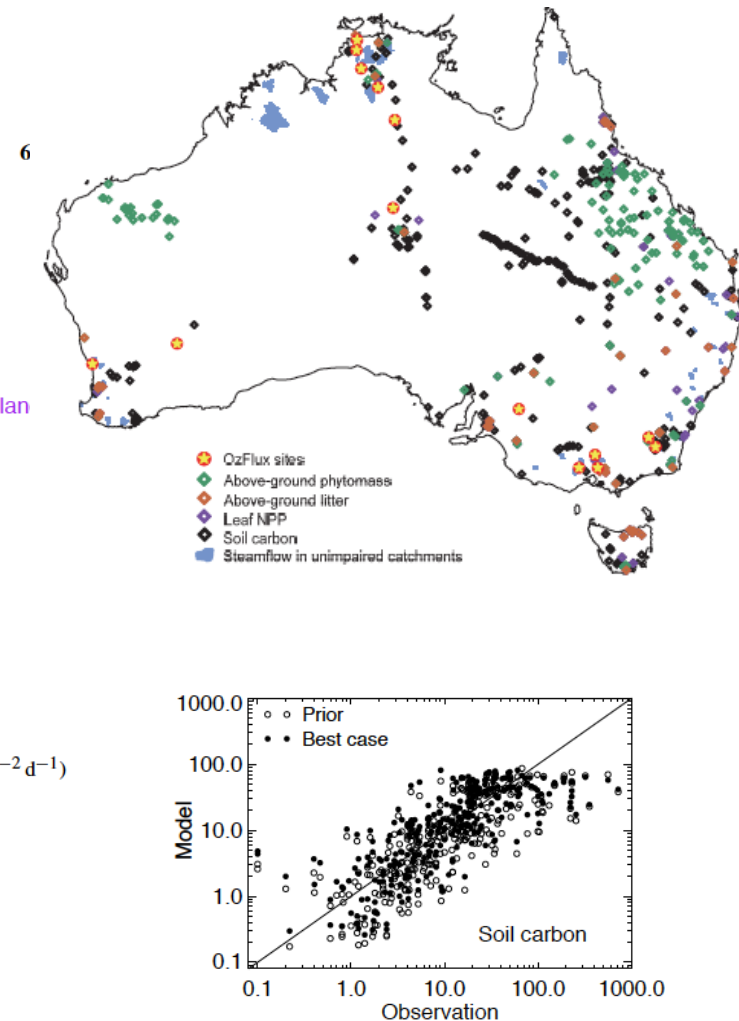 6
lan
OzFlux sites
Above-ground phytomass
Above-ground litter
Leaf NPP
Soil carbon
Steamflow in unimpaired catchments
−2 d−1)
1000.0
100.0
10.0
1.0
0.1
Model
Prior
Best case
Soil carbon
0.1 1.0 10.0 100.0 1000.0
Observation